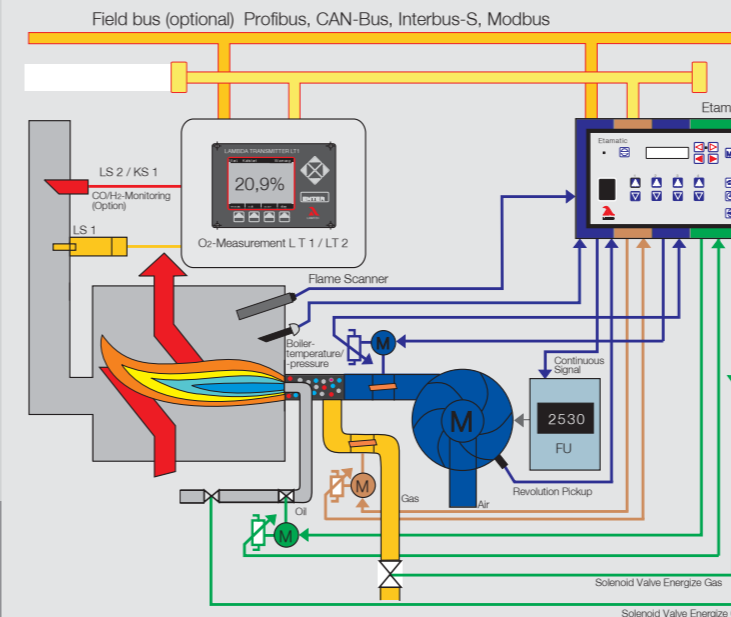 Field bus (optional) Profibus, CAN-Bus, Interbus-S, Modbus
Etam
LAMBDA TRANSMITTER LT1
20,9%
ENTER
O2-Measurement L T 1 / LT 2
Etamatic
LS 2 / KS 1
CO/H2-Monitoring
(Option)
LS 1
Flame Scanner
Boiler-
temperature/
-pressure
M
Continuous
Signal
2530
FU
M
M
Gas
Air
Revolution Pickup
Oil
M
Solenoid Valve Energize Gas
Solenoid Valve Energize